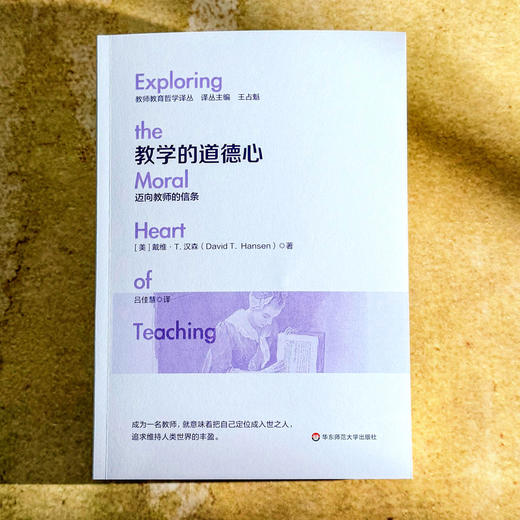 Exploring
教师教育哲学译丛 译丛主编 王占魁
the
教学的道德心
Moral
迈向教师的信条
Heart
[美]戴维·T.汉森(David T. Hansen)◎著
of
吕佳慧◎译
Teaching
成为一名教师,就意味着把自己定位成入世之人,
追求维持人类世界的丰盈。
华东师范大学出版社